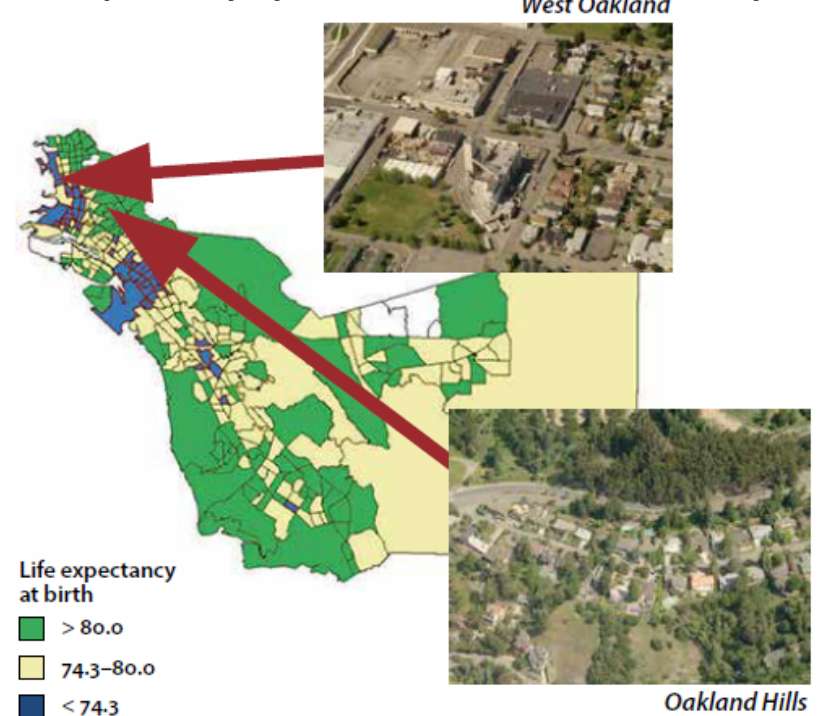 West Oakland
Life expectancy
at birth
> 80.0
74.3–80.0
< 74.3
Oakland Hills